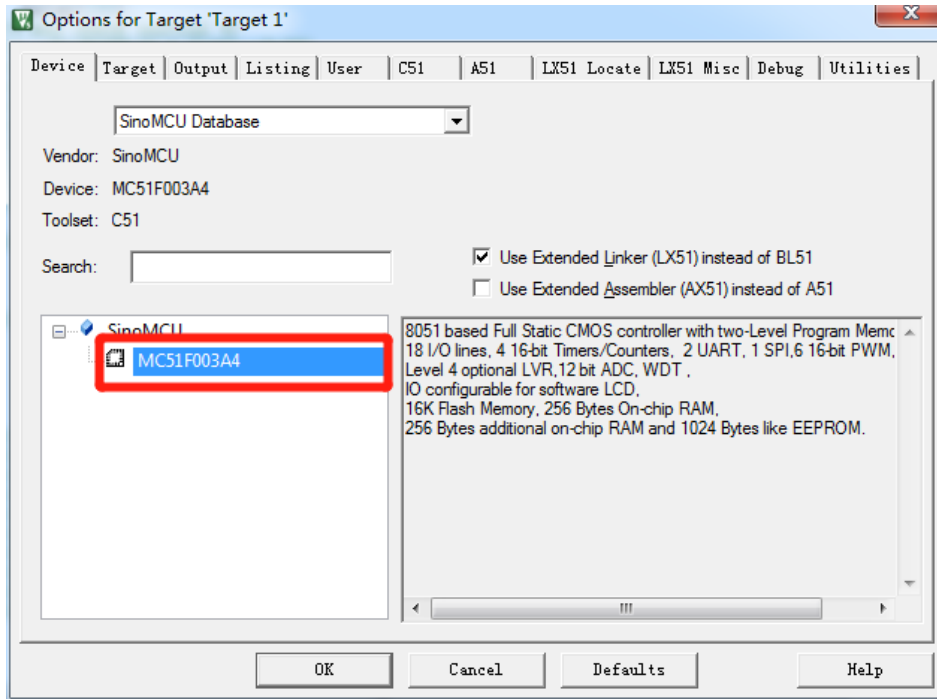 Options for Target 'Target 1'
Device Target Output Listing User C51 A51 LX51 Locate LX51 Misc Debug Utilities
SinoMCU Database
Vendor: SinoMCU
Device: MC51F003A4
Toolset: C51
Search:
Use Extended Linker (LX51) instead of BL51
Use Extended Assembler (AX51) instead of A51
SinoMCU
MC51F003A4
8051 based Full Static CMOS controller with two-Level Program Memc
18 I/O lines, 4 16-bit Timers/Counters, 2 UART, 1 SPI,6 16-bit PWM,
Level 4 optional LVR,12 bit ADC, WDT ,
IO configurable for software LCD,
16K Flash Memory, 256 Bytes On-chip RAM,
256 Bytes additional on-chip RAM and 1024 Bytes like EEPROM.
OK Cancel Defaults Help